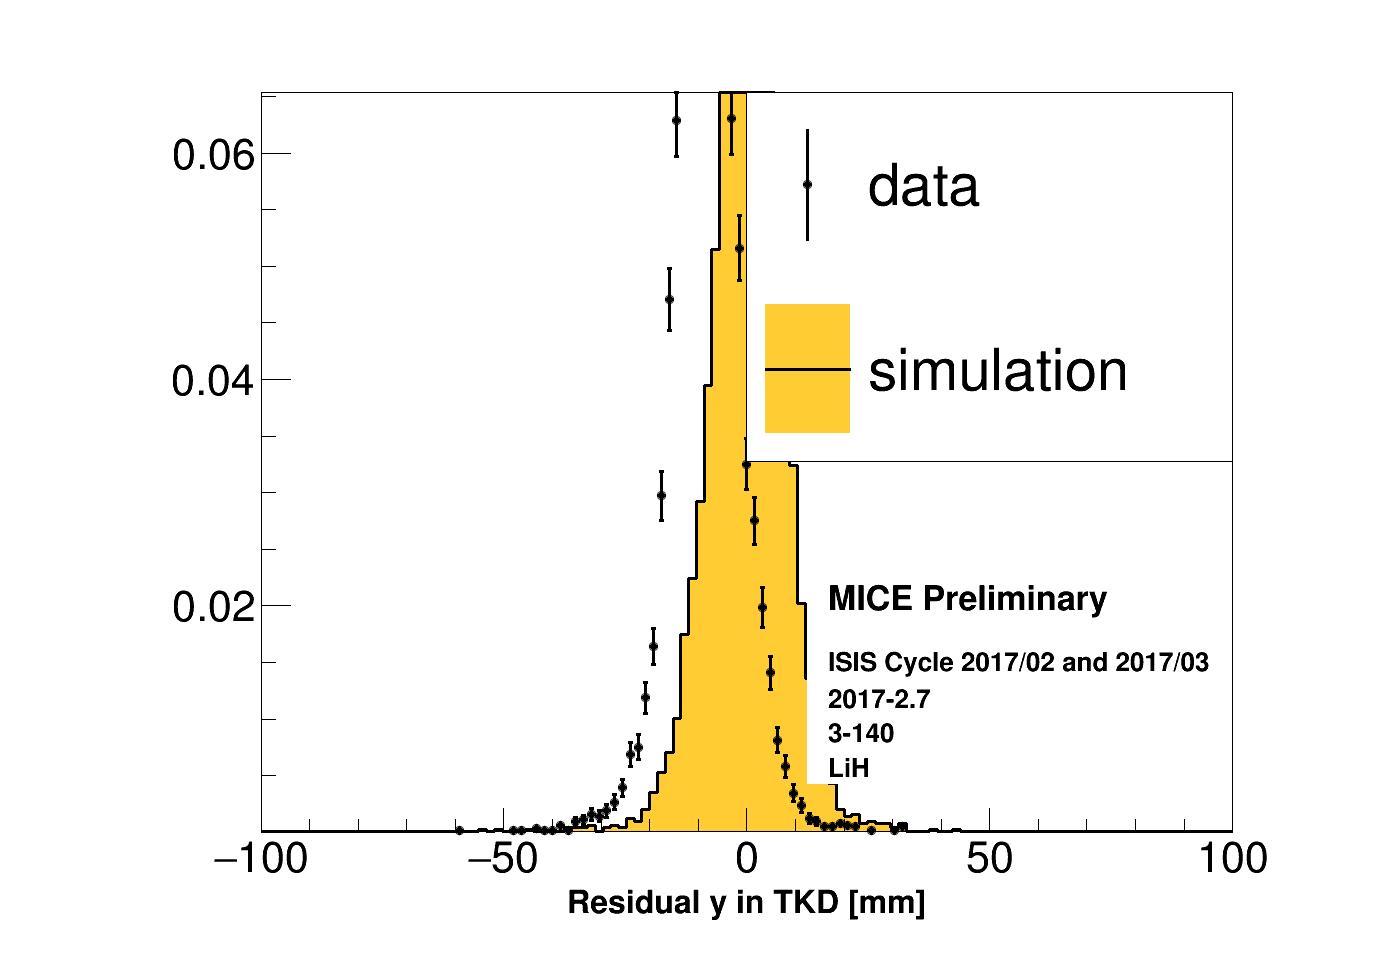 0.06
0.04
0.02
data
simulation
MICE Preliminary
ISIS Cycle 2017/02 and 2017/03
2017-2.7
3-140
LiH
−100 −50 0 50 100
Residual y in TKD [mm]